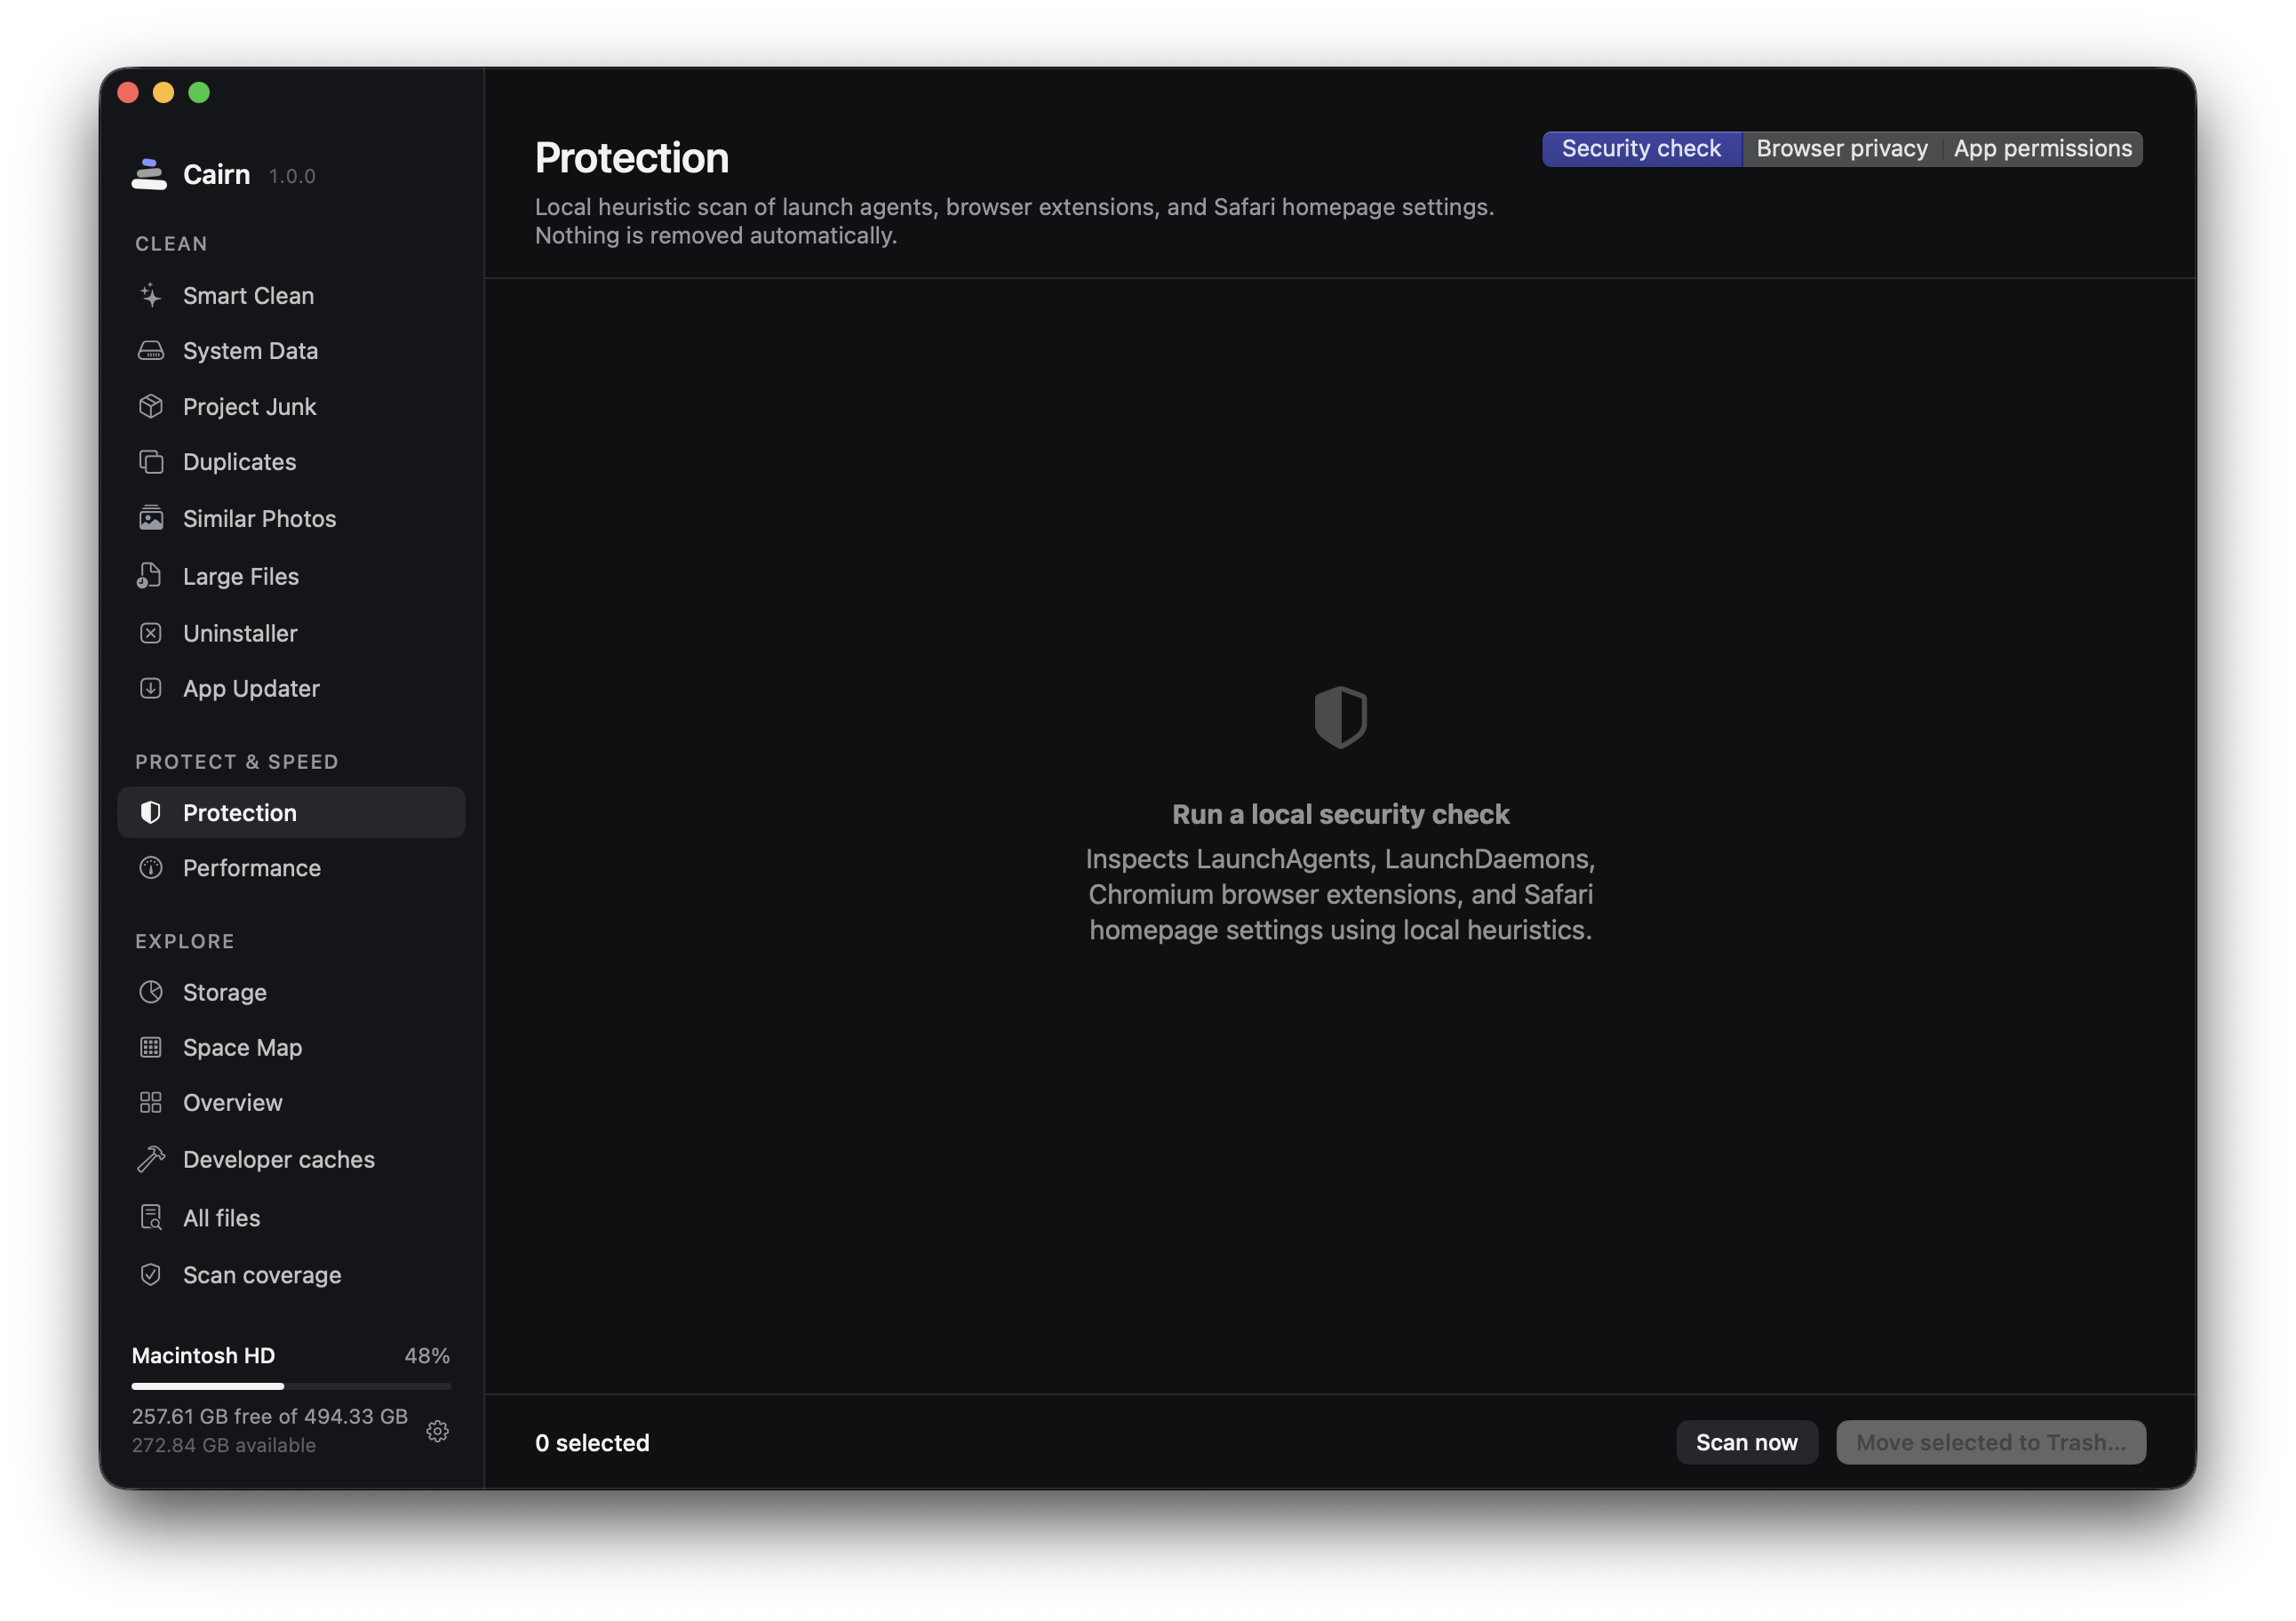 Cairn 1.0.0
CLEAN
Smart Clean
System Data
Project Junk
Duplicates
Similar Photos
Large Files
Uninstaller
App Updater
PROTECT & SPEED
Protection
Performance
EXPLORE
Storage
Space Map
Overview
Developer caches
All files
Scan coverage
Macintosh HD 48%
257.61 GB free of 494.33 GB
272.84 GB available
Protection
Local heuristic scan of launch agents, browser extensions, and Safari homepage settings.
Nothing is removed automatically.
Security check Browser privacy App permissions
Run a local security check
Inspects LaunchAgents, LaunchDaemons,
Chromium browser extensions, and Safari
homepage settings using local heuristics.
0 selected
Scan now Move selected to Trash...